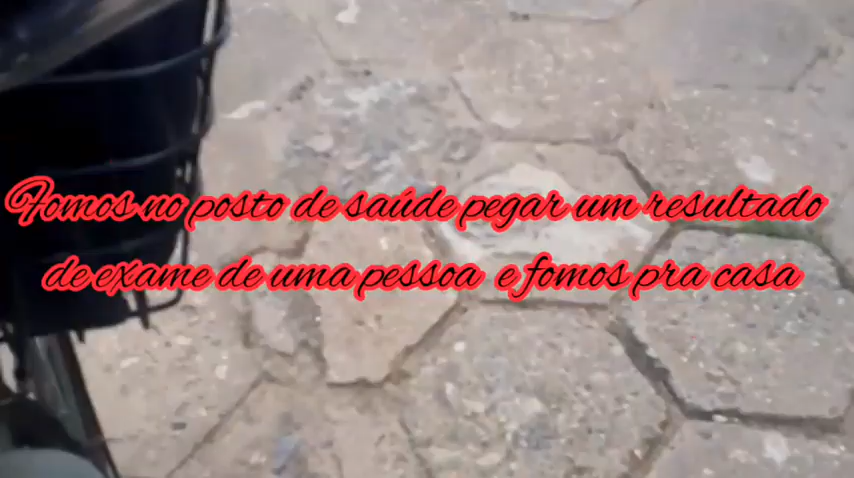 Fomos no posto de saúde pegar um resultado
de exame de uma pessoa e fomos pra casa